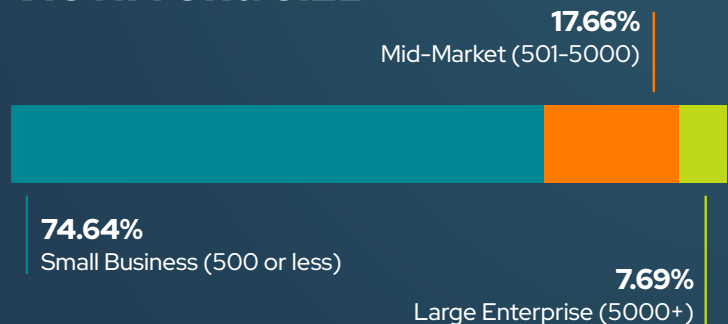 17.66%
Mid-Market (501-5000)
74.64%
Small Business (500 or less)
7.69%
Large Enterprise (5000+)